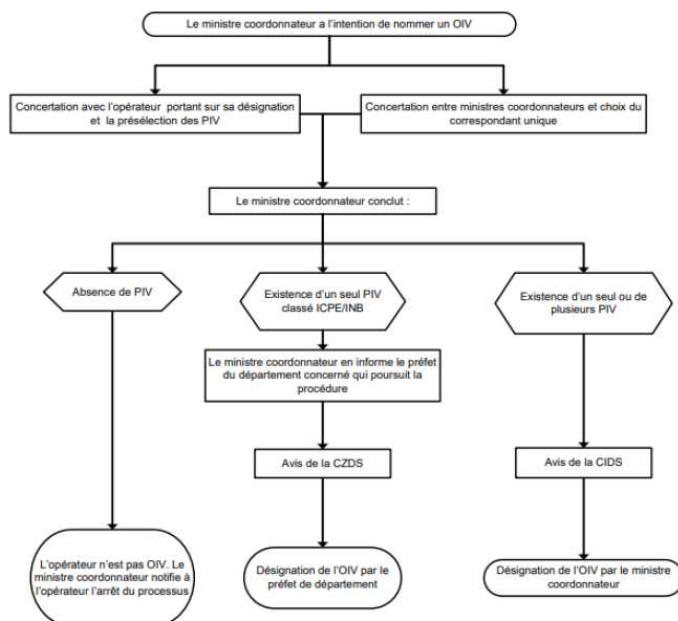 Le ministre coordonnateur a l'intention de nommer un OIV
Concertation avec l'opérateur portant sur sa désignation
et la présélection des PIV
Concertation entre ministres coordonnateurs et choix du
correspondant unique
Le ministre coordonnateur conclut :
Absence de PIV
Existence d'un seul PIV
classé ICPE/INB
Existence d'un seul ou de
plusieurs PIV
Le ministre coordonnateur en informe le préfet
du département concerné qui poursuit la
procédure
Avis de la CZDS
Avis de la CIDS
L'opérateur n'est pas OIV. Le
ministre coordonnateur notifie à
l'opérateur l'arrêt du processus
Désignation de l'OIV par le
préfet de département
Désignation de l'OIV par le ministre
coordonnateur